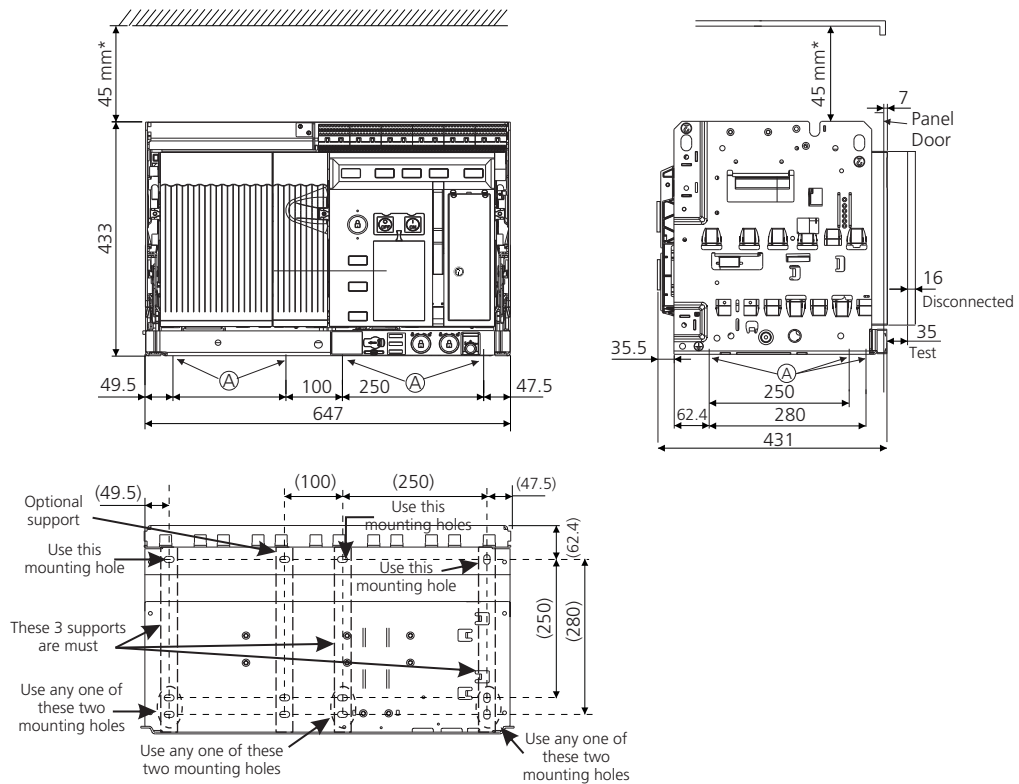 45 mm*
433
Ⓐ
Ⓐ
49.5
100
250
47.5
647
45 mm*
7
Panel
Door
16
Disconnected
35
Test
35.5
Ⓐ
250
62.4
280
431
(49.5)
(100)
(250)
(47.5)
Optional
support
Use this
mounting holes
Use this
mounting hole
Use this
mounting hole
(62.4)
(250)
(280)
These 3 supports
are must
Use any one of
these two
mounting holes
Use any one of these
two mounting holes
Use any one of
these two
mounting holes